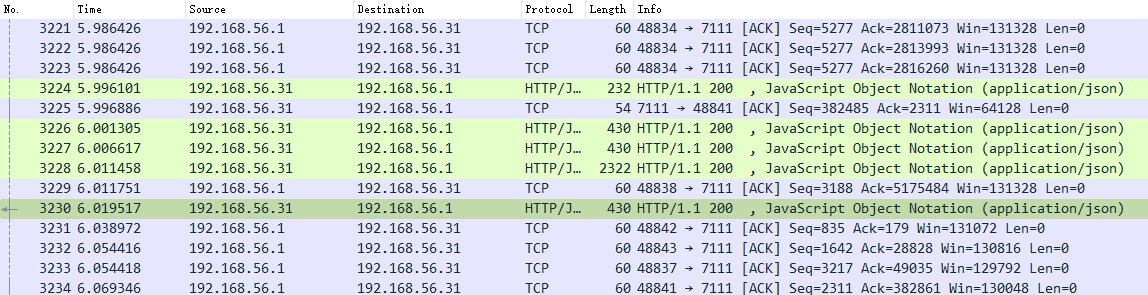 No. Time Source Destination Protocol Length Info
3221 5.986426 192.168.56.1 192.168.56.31 TCP 60 48834 → 7111 [ACK] Seq=5277 Ack=2811073 Win=131328 Len=0
3222 5.986426 192.168.56.1 192.168.56.31 TCP 60 48834 → 7111 [ACK] Seq=5277 Ack=2813993 Win=131328 Len=0
3223 5.986426 192.168.56.1 192.168.56.31 TCP 60 48834 → 7111 [ACK] Seq=5277 Ack=2816260 Win=131328 Len=0
3224 5.996101 192.168.56.31 192.168.56.1 HTTP/J… 232 HTTP/1.1 200 , JavaScript Object Notation (application/json)
3225 5.996886 192.168.56.31 192.168.56.1 TCP 54 7111 → 48841 [ACK] Seq=382485 Ack=2311 Win=64128 Len=0
3226 6.001305 192.168.56.31 192.168.56.1 HTTP/J… 430 HTTP/1.1 200 , JavaScript Object Notation (application/json)
3227 6.006617 192.168.56.31 192.168.56.1 HTTP/J… 430 HTTP/1.1 200 , JavaScript Object Notation (application/json)
3228 6.011458 192.168.56.31 192.168.56.1 HTTP/J… 2322 HTTP/1.1 200 , JavaScript Object Notation (application/json)
3229 6.011751 192.168.56.1 192.168.56.31 TCP 60 48838 → 7111 [ACK] Seq=3188 Ack=5175484 Win=131328 Len=0
3230 6.019517 192.168.56.31 192.168.56.1 HTTP/J… 430 HTTP/1.1 200 , JavaScript Object Notation (application/json)
3231 6.038972 192.168.56.1 192.168.56.31 TCP 60 48842 → 7111 [ACK] Seq=835 Ack=179 Win=131072 Len=0
3232 6.054416 192.168.56.1 192.168.56.31 TCP 60 48843 → 7111 [ACK] Seq=1642 Ack=28828 Win=130816 Len=0
3233 6.054418 192.168.56.1 192.168.56.31 TCP 60 48837 → 7111 [ACK] Seq=3217 Ack=49035 Win=129792 Len=0
3234 6.069346 192.168.56.1 192.168.56.31 TCP 60 48841 → 7111 [ACK] Seq=2311 Ack=382861 Win=130048 Len=0